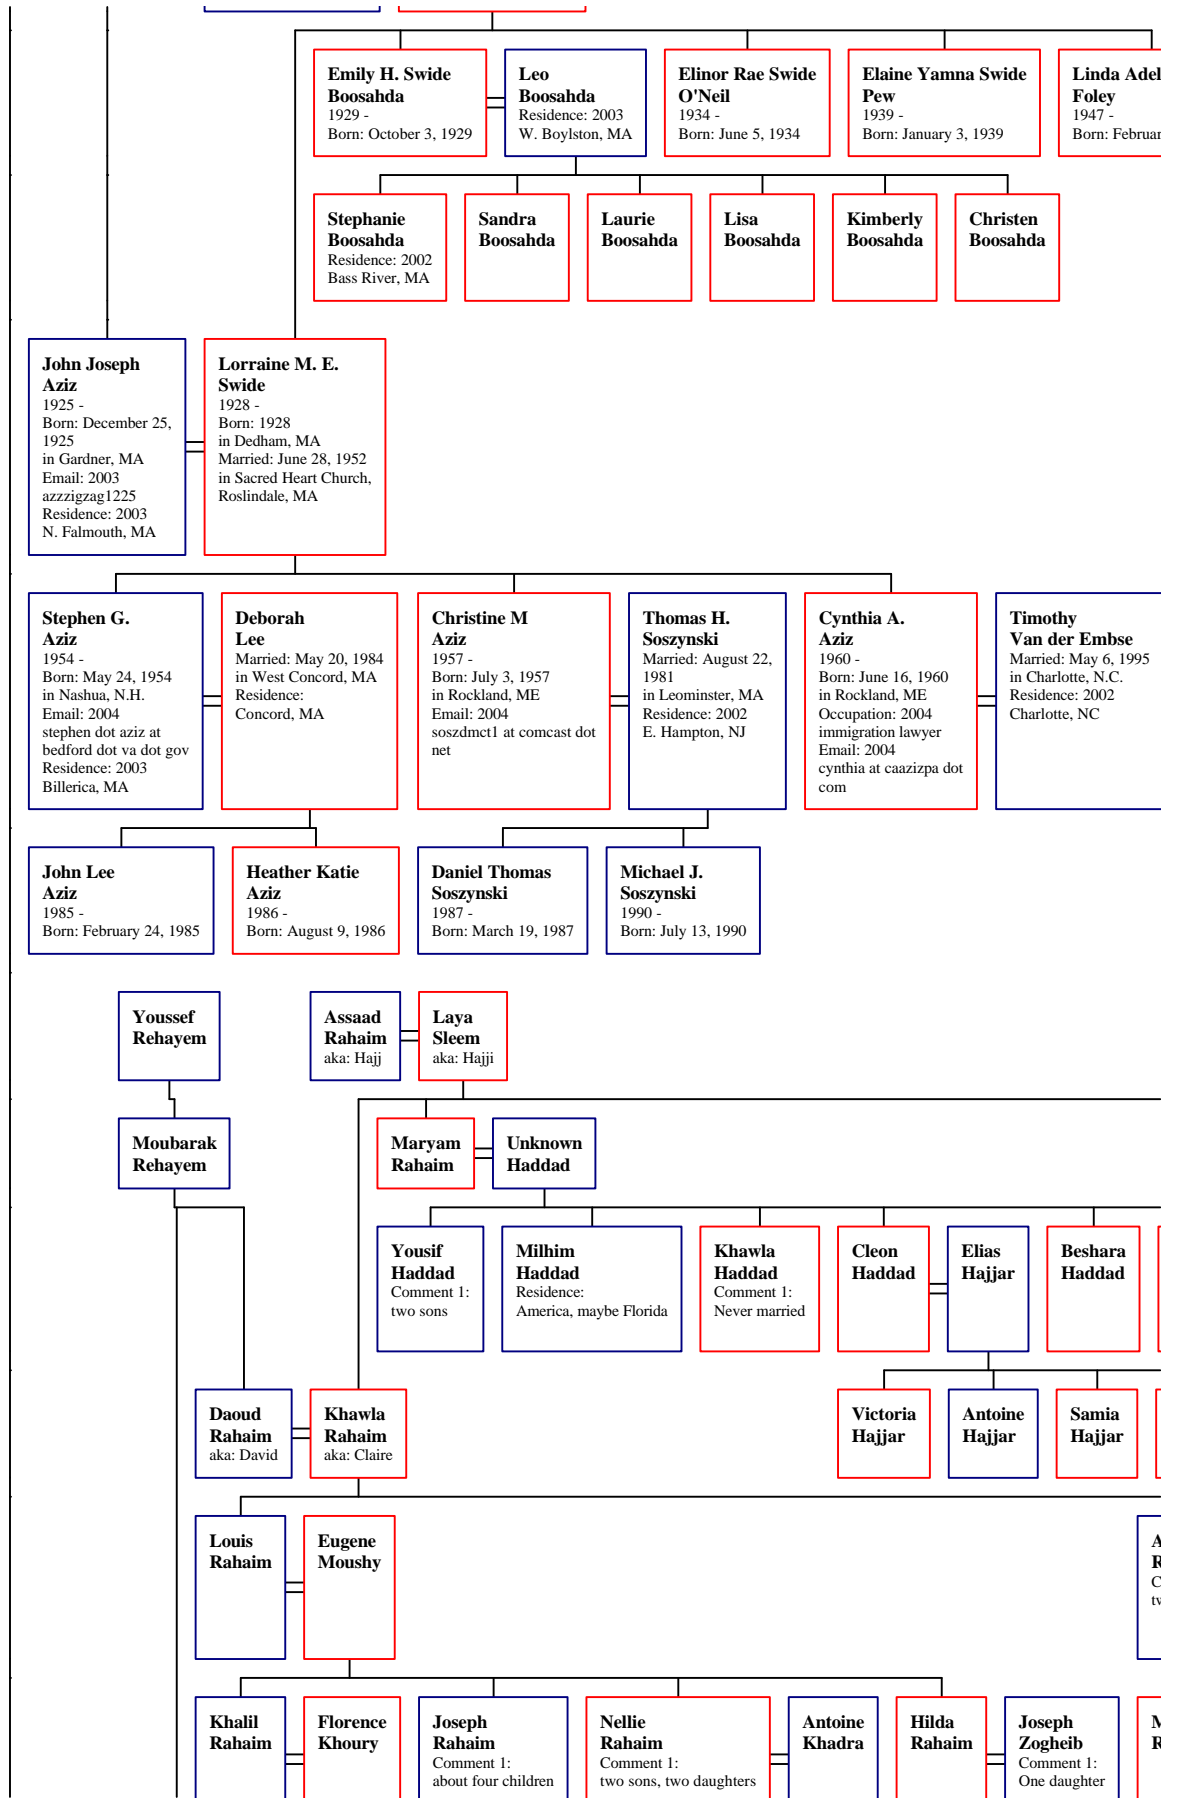 Emily H. Swide
Boosahda
1929 -
Born: October 3, 1929
Leo
Boosahda
Residence: 2003
W. Boylston, MA
Elinor Rae Swide
O'Neil
1934 -
Born: June 5, 1934
Elaine Yamna Swide
Pew
1939 -
Born: January 3, 1939
Linda Adel
Foley
1947 -
Born: Februar
Stephanie
Boosahda
Residence: 2002
Bass River, MA
Sandra
Boosahda
Laurie
Boosahda
Lisa
Boosahda
Kimberly
Boosahda
Christen
Boosahda
John Joseph
Aziz
1925 -
Born: December 25,
1925
in Gardner, MA
Email: 2003
azzzigzag1225
Residence: 2003
N. Falmouth, MA
Lorraine M. E.
Swide
1928 -
Born: 1928
in Dedham, MA
Married: June 28, 1952
in Sacred Heart Church,
Roslindale, MA
Stephen G.
Aziz
1954 -
Born: May 24, 1954
in Nashua, N.H.
Email: 2004
stephen dot aziz at
bedford dot va dot gov
Residence: 2003
Billerica, MA
Deborah
Lee
Married: May 20, 1984
in West Concord, MA
Residence:
Concord, MA
Christine M
Aziz
1957 -
Born: July 3, 1957
in Rockland, ME
Email: 2004
soszdmct1 at comcast dot
net
Thomas H.
Soszynski
Married: August 22,
1981
in Leominster, MA
Residence: 2002
E. Hampton, NJ
Cynthia A.
Aziz
1960 -
Born: June 16, 1960
in Rockland, ME
Occupation: 2004
immigration lawyer
Email: 2004
cynthia at caazizpa dot
com
Timothy
Van der Embse
Married: May 6, 1995
in Charlotte, N.C.
Residence: 2002
Charlotte, NC
John Lee
Aziz
1985 -
Born: February 24, 1985
Heather Katie
Aziz
1986 -
Born: August 9, 1986
Daniel Thomas
Soszynski
1987 -
Born: March 19, 1987
Michael J.
Soszynski
1990 -
Born: July 13, 1990
Youssef
Rehayem
Assaad
Rahaim
aka: Hajj
Laya
Sleem
aka: Hajji
Moubarak
Rehayem
Maryam
Rahaim
Unknown
Haddad
Yousif
Haddad
Comment 1:
two sons
Milhim
Haddad
Residence:
America, maybe Florida
Khawla
Haddad
Comment 1:
Never married
Cleon
Haddad
Elias
Hajjar
Beshara
Haddad
Daoud
Rahaim
aka: David
Khawla
Rahaim
aka: Claire
Victoria
Hajjar
Antoine
Hajjar
Samia
Hajjar
Louis
Rahaim
Eugene
Moushy
A
R
C
tw
Khalil
Rahaim
Florence
Khoury
Joseph
Rahaim
Comment 1:
about four children
Nellie
Rahaim
Comment 1:
two sons, two daughters
Antoine
Khadra
Hilda
Rahaim
Joseph
Zogheib
Comment 1:
One daughter
M
R